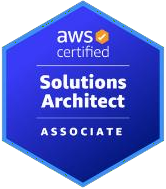 aws
certified
Solutions
Architect
ASSOCIATE